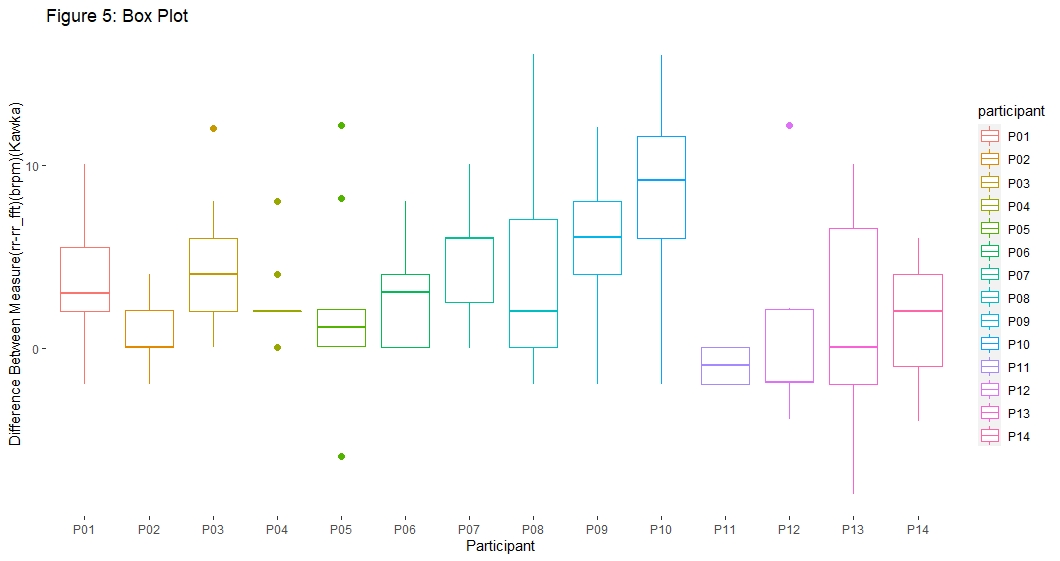 Figure 5: Box Plot
Difference Between Measure(rr-rr_fft)(brpm)(Kawka)
10
0
P01 P02 P03 P04 P05 P06 P07 P08 P09 P10 P11 P12 P13 P14
Participant
participant
P01
P02
P03
P04
P05
P06
P07
P08
P09
P10
P11
P12
P13
P14